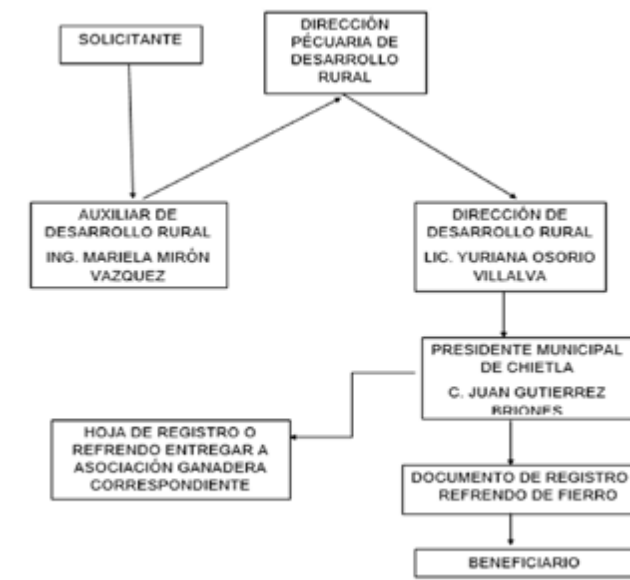 SOLICITANTE
DIRECCIÓN
PÉCUARIA DE
DESARROLLO
RURAL
AUXILIAR DE
DESARROLLO RURAL
ING. MARIELA MIRÓN
VAZQUEZ
DIRECCIÓN DE
DESARROLLO RURAL
LIC. YURIANA OSORIO
VILLALVA
PRESIDENTE MUNICIPAL
DE CHIETLA
C. JUAN GUTIERREZ
BRIONES
HOJA DE REGISTRO O
REFRENDO ENTREGAR A
ASOCIACIÓN GANADERA
CORRESPONDIENTE
DOCUMENTO DE REGISTRO
REFRENDO DE FIERRO
BENEFICIARIO